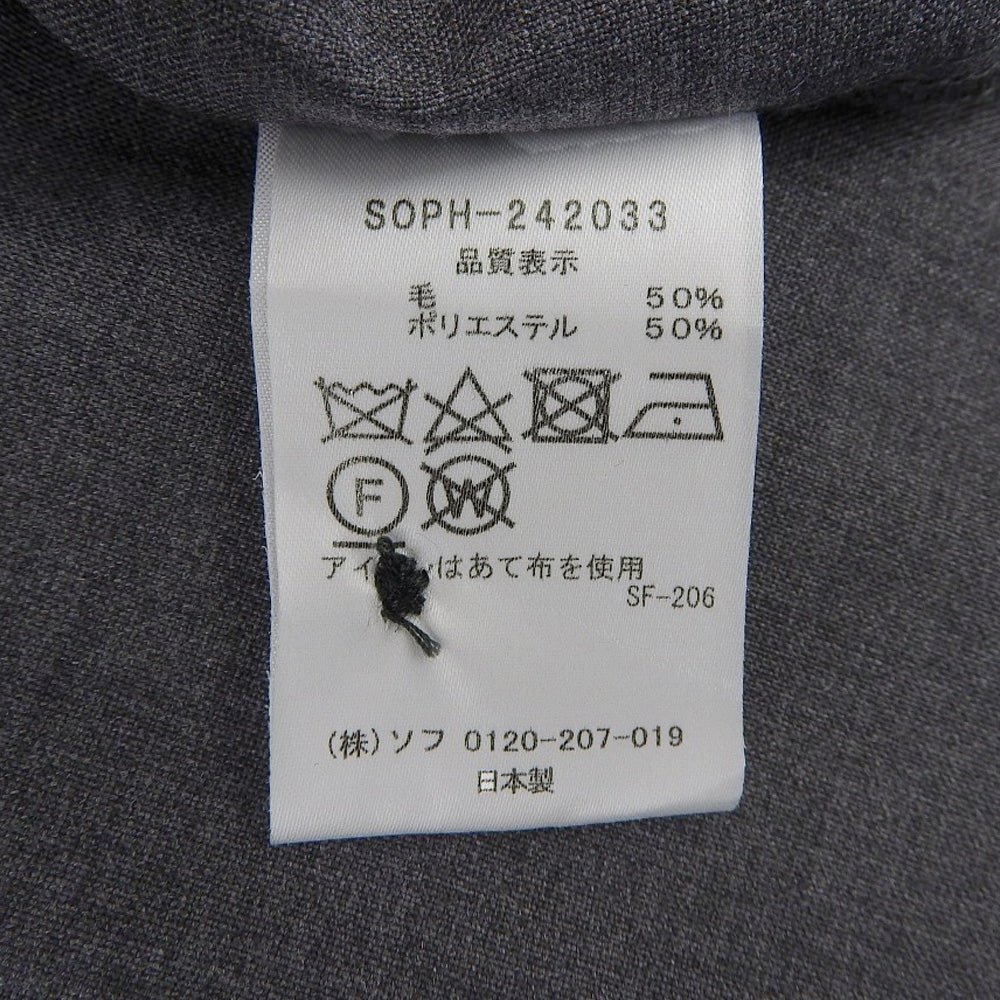 SOPH-242033
品質表示
毛 50%
ポリエステル 50%
F W
はあて布を使用
SF-206
(株)ソフ 0120-207-019
日本製